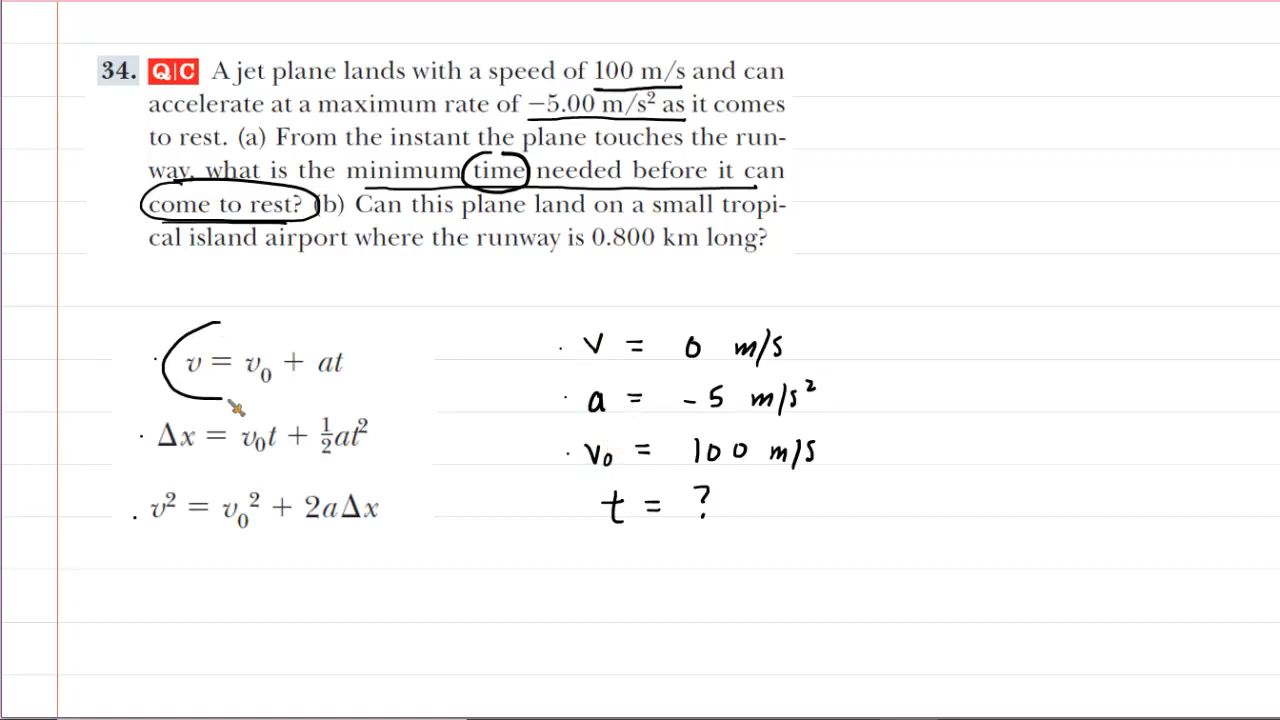 34. Q|C A jet plane lands with a speed of 100 m/s and can
accelerate at a maximum rate of −5.00 m/s² as it comes
to rest. (a) From the instant the plane touches the run-
way, what is the minimum time needed before it can
come to rest? (b) Can this plane land on a small tropi-
cal island airport where the runway is 0.800 km long?
v = v₀ + at
Δx = v₀t + ½at²
v² = v₀² + 2aΔx
v = 0 m/s
a = -5 m/s²
v₀ = 100 m/s
t = ?